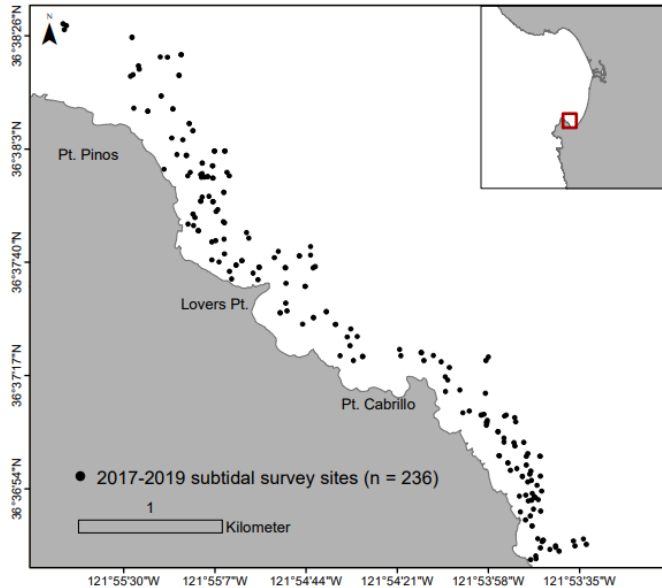 36°38'26"N
N
36°38'3"N
Pt. Pinos
36°37'40"N
Lovers Pt.
36°37'17"N
Pt. Cabrillo
2017-2019 subtidal survey sites (n = 236)
36°36'54"N
1
Kilometer
121°55'30"W 121°55'7"W 121°54'44"W 121°54'21"W 121°53'58"W 121°53'35"W